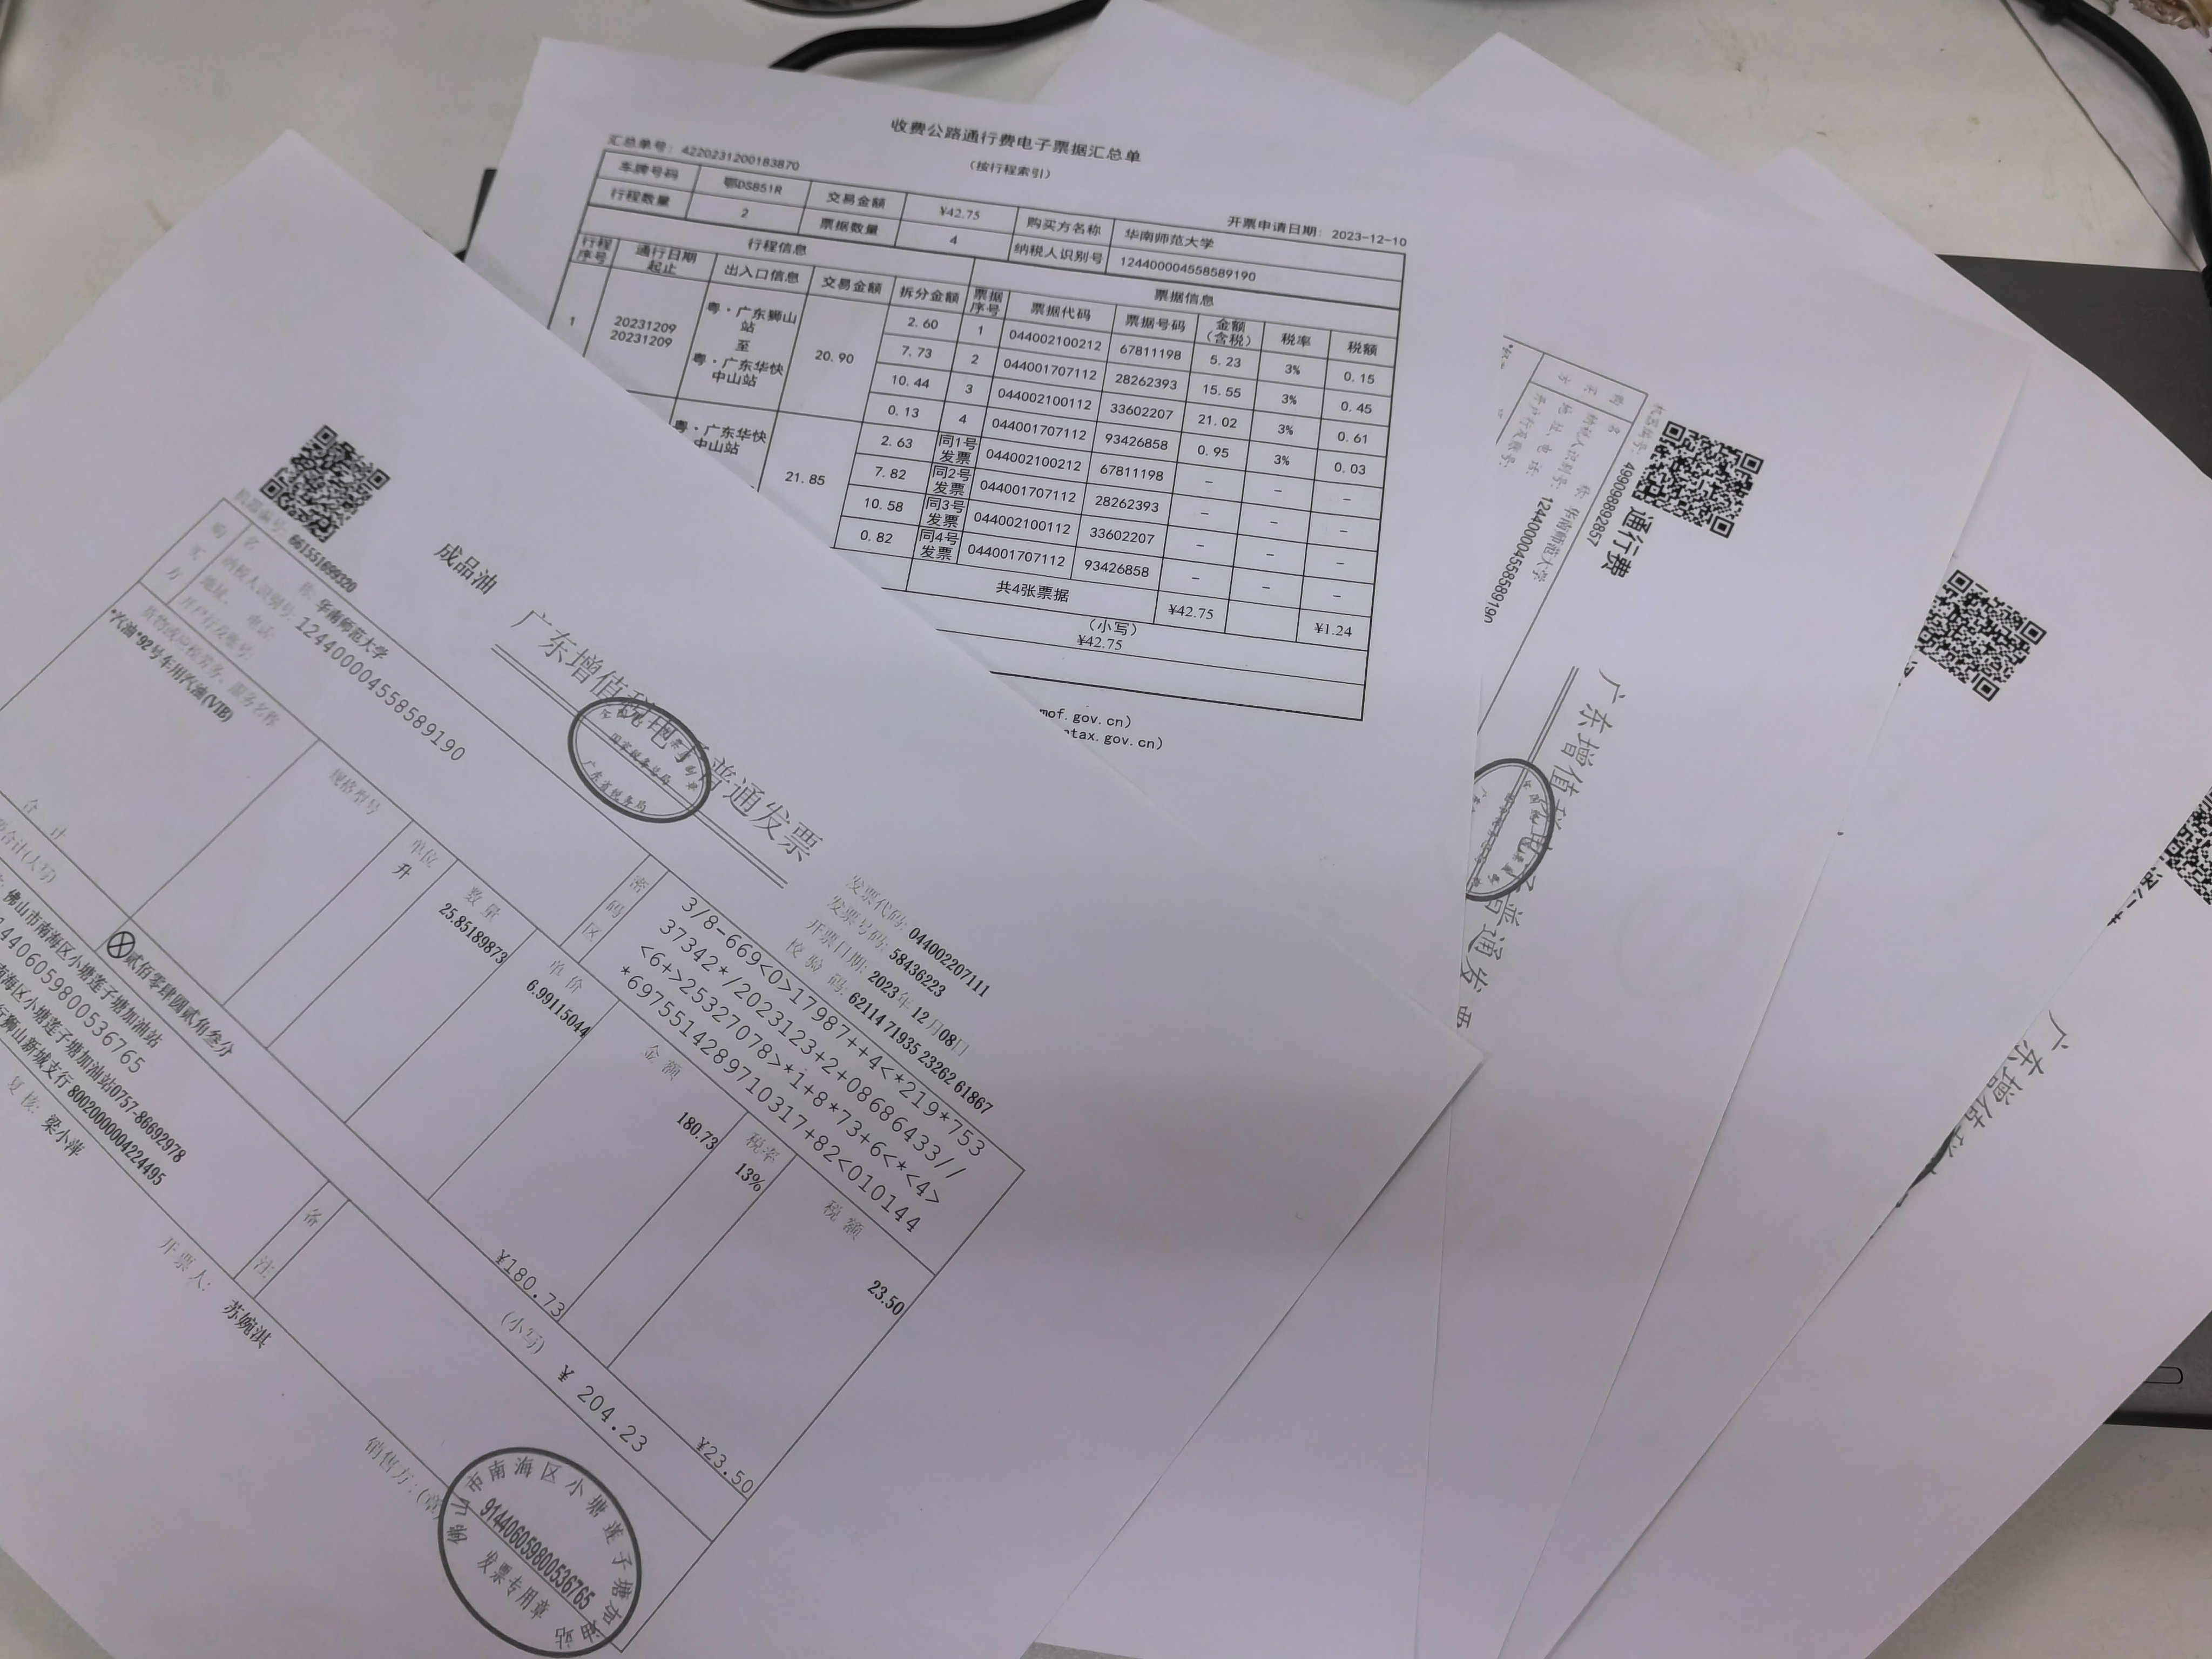 收费公路通行费电子票据汇总单
(按行程索引)
汇总单号: 4220231200183870
开票申请日期: 2023-12-10
车牌号码 鄂DS851R 交易金额 ¥42.75 购买方名称 华南师范大学
行程数量 2 票据数量 4 纳税人识别号 124400004558589190
行程信息 票据信息
行程序号 通行日期起止 出入口信息 交易金额 拆分金额 票据序号 票据代码 票据号码 金额(含税) 税率 税额
1 20231209 20231209 粤·广东狮山站 至 粤·广东华快中山站 20.90
2.60 1 044002100212 67811198 5.23 3% 0.15
7.73 2 044001707112 28262393 15.55 3% 0.45
10.44 3 044002100112 33602207 21.02 3% 0.61
0.13 4 044001707112 93426858 0.95 3% 0.03
粤·广东华快中山站 21.85
2.63 同1号发票 044002100212 67811198 – – –
7.82 同2号发票 044001707112 28262393 – – –
10.58 同3号发票 044002100112 33602207 – – –
0.82 同4号发票 044001707112 93426858 – – –
共4张票据 ¥42.75 ¥1.24
(小写)
¥42.75
mof.gov.cn)
tax.gov.cn)
成品油
广东增值税电子普通发票
全国统一发票监制章
国家税务总局
广东省税务局
机器编号: 661551699320
发票代码: 044002207111
发票号码: 58436223
开票日期: 2023年12月08日
校验码: 62114 71935 23262 61867
购买方
名称: 华南师范大学
纳税人识别号: 124400004558589190
地址、电话:
开户行及账号:
密码区
3/8-669<0>17987++4<*219*753
37342*/2023123+2+08686433//
<6+>25327078>*1+8*73+6<*<4>
*6975514289710317+82<010144
货物或应税劳务、服务名称 规格型号 单位 数量 单价 金额 税率 税额
*汽油*92号车用汽油(VIB) 升 25.85189873 6.99115044 180.73 13% 23.50
合计 ¥180.73 ¥23.50
合计(大写) ⊗贰佰零肆圆贰角叁分 (小写) ¥ 204.23
佛山市南海区小塘莲子塘加油站
440605980053676​5
南海区小塘莲子塘加油站0757-86692978
行狮山新城支行 80020000004224495
备注
复核: 梁小萍
开票人: 苏婉淇
销售方:(章)
佛山市南海区小塘莲子塘加油站
914406059800536765
发票专用章
通行费
机器编号: 499098892857
购买方
名称: 华南师范大学
纳税人识别号: 124400004558589190
地址、电话:
开户行及账号:
广东增值税电子普通发票
广东增值税